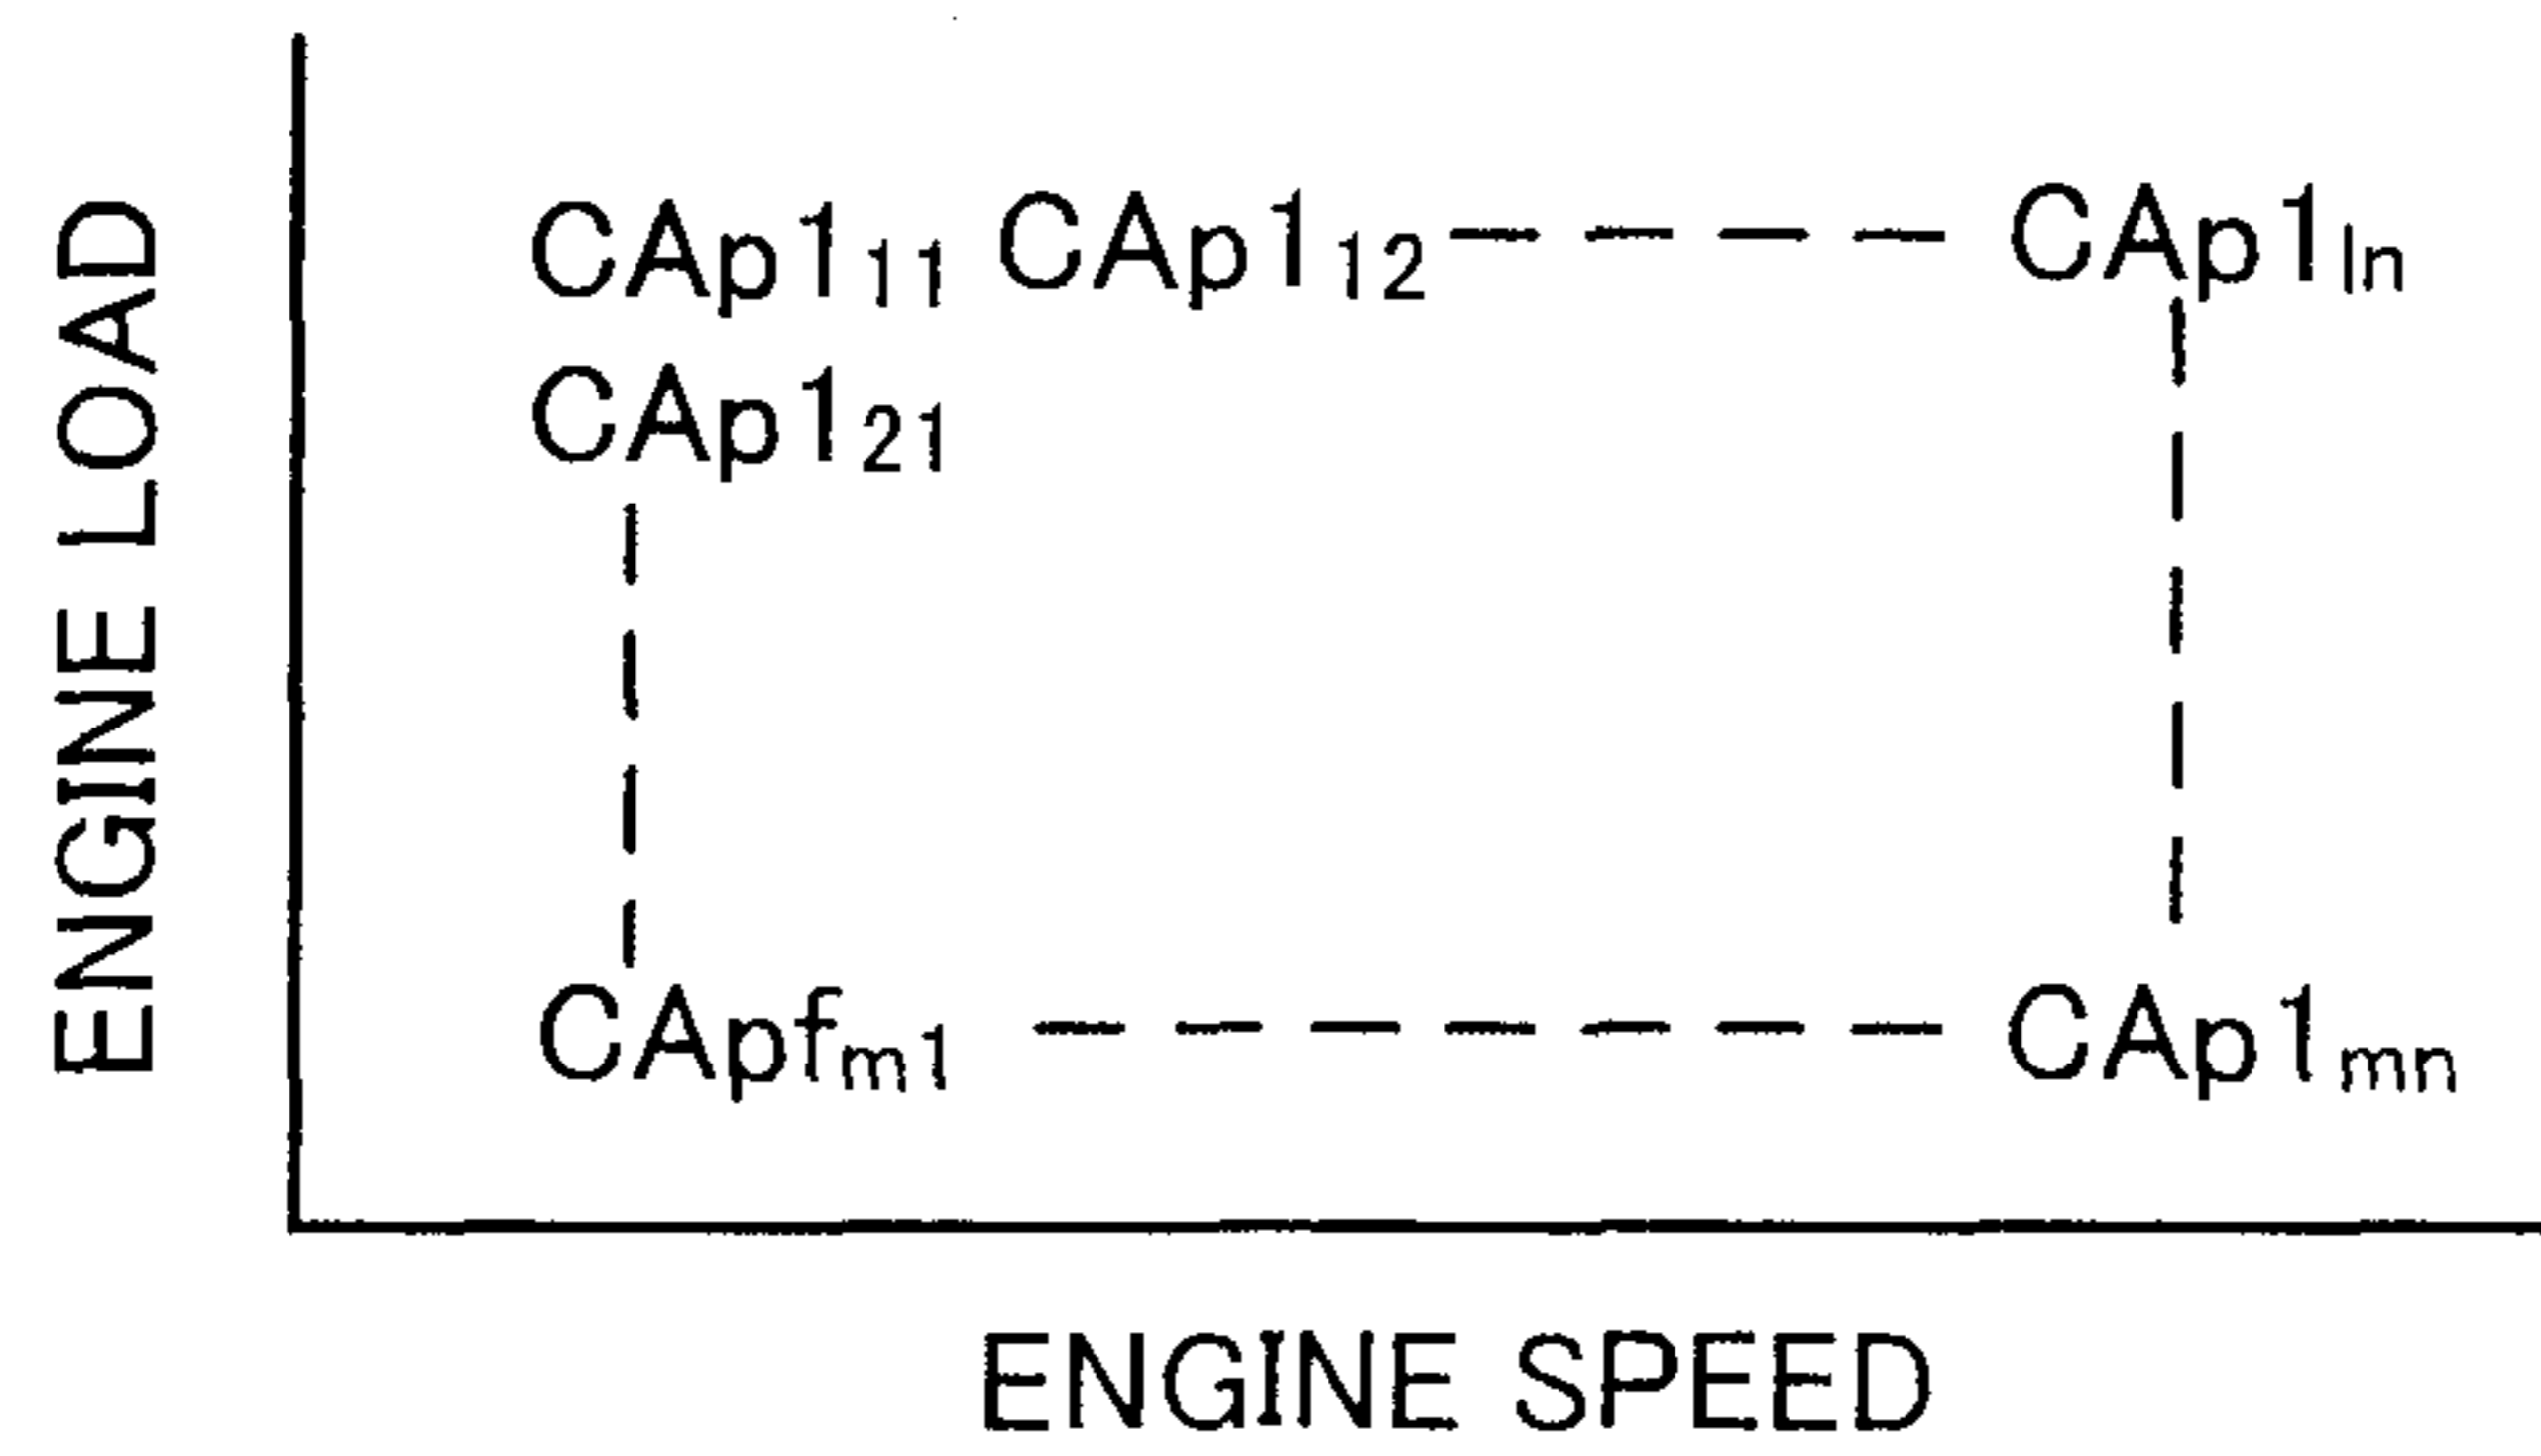 ENGINE LOAD
CAp1₁₁ CAp1₁₂ CAp1ₗₙ
CAp1₂₁
CApfₘ₁ CAp1ₘₙ
ENGINE SPEED